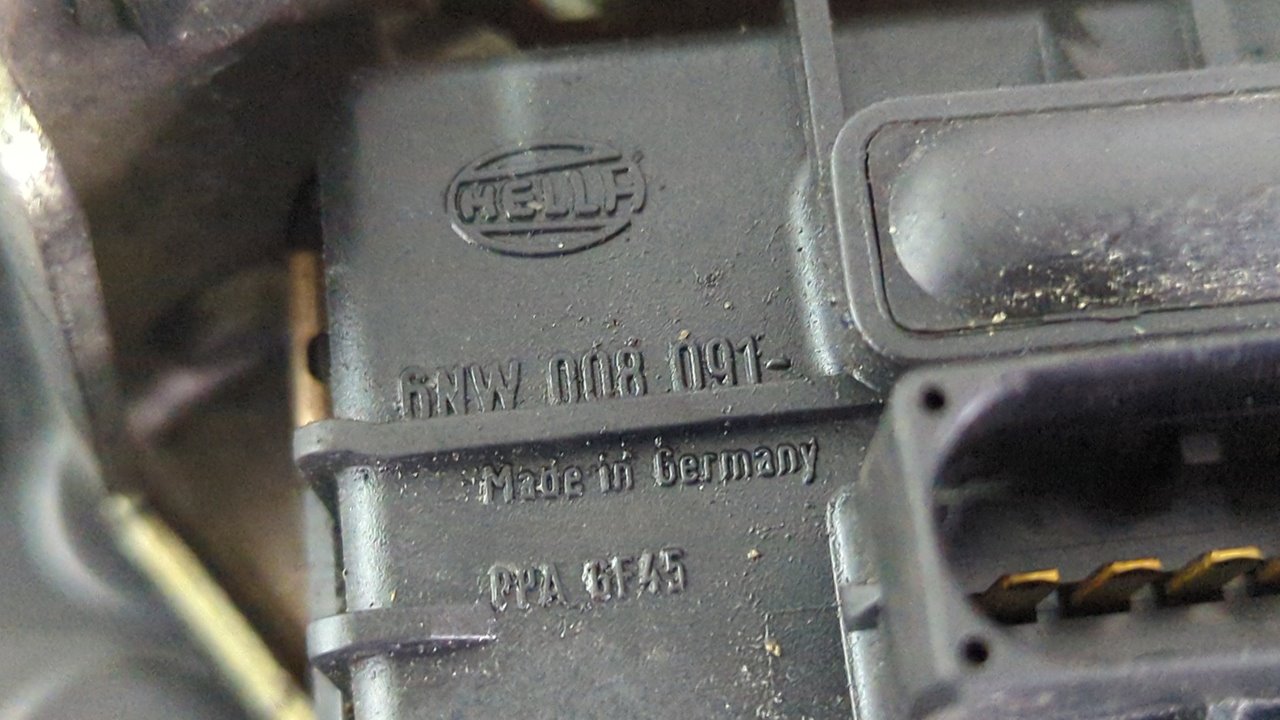 HELLA
6NW 008 091-
Made in Germany
PPA GF45